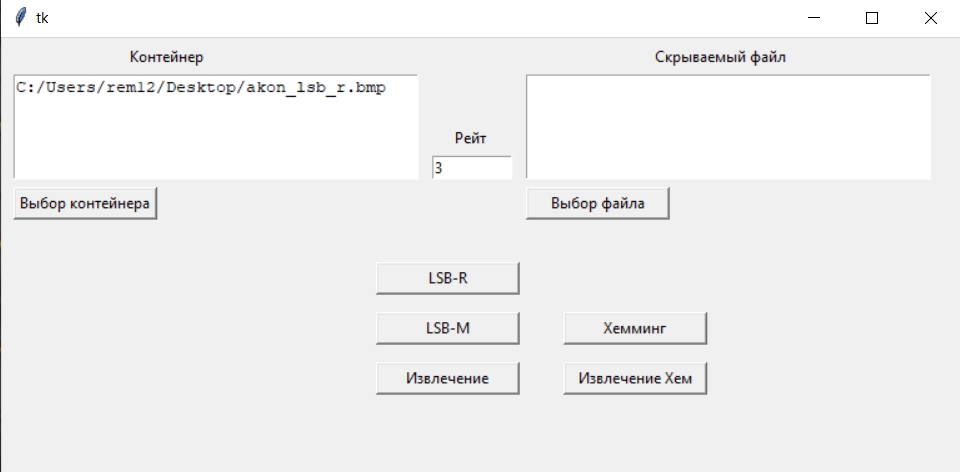 tk
Контейнер
Скрываемый файл
C:/Users/rem12/Desktop/akon_lsb_r.bmp
Рейт
3
Выбор контейнера
Выбор файла
LSB-R
LSB-M
Хемминг
Извлечение
Извлечение Хем